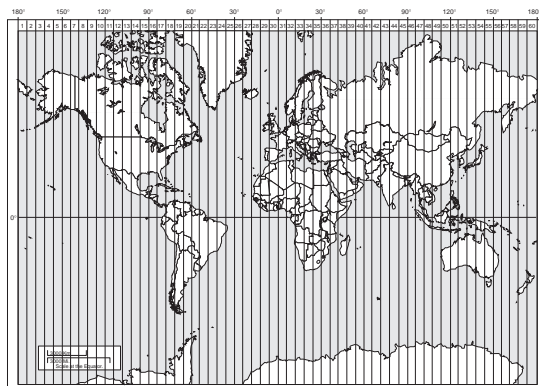 180° 150° 120° 90° 60° 30° 0° 30° 60° 90° 120° 150° 180°
1 2 3 4 5 6 7 8 9 10 11 12 13 14 15 16 17 18 19 20 21 22 23 24 25 26 27 28 29 30 31 32 33 34 35 36 37 38 39 40 41 42 43 44 45 46 47 48 49 50 51 52 53 54 55 56 57 58 59 60
0°
3000 Km
3000 Mi.
Scale at the Equator